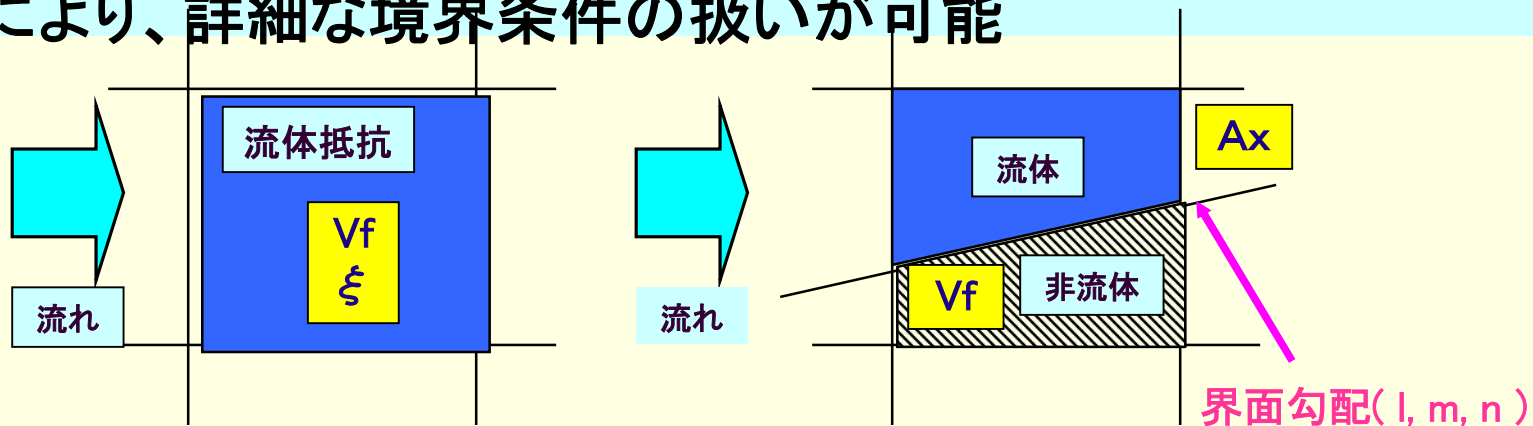 により、詳細な境界条件の扱いが可能
流体抵抗
Vf
ξ
流れ
流れ
流体
Ax
Vf
非流体
界面勾配( l, m, n )